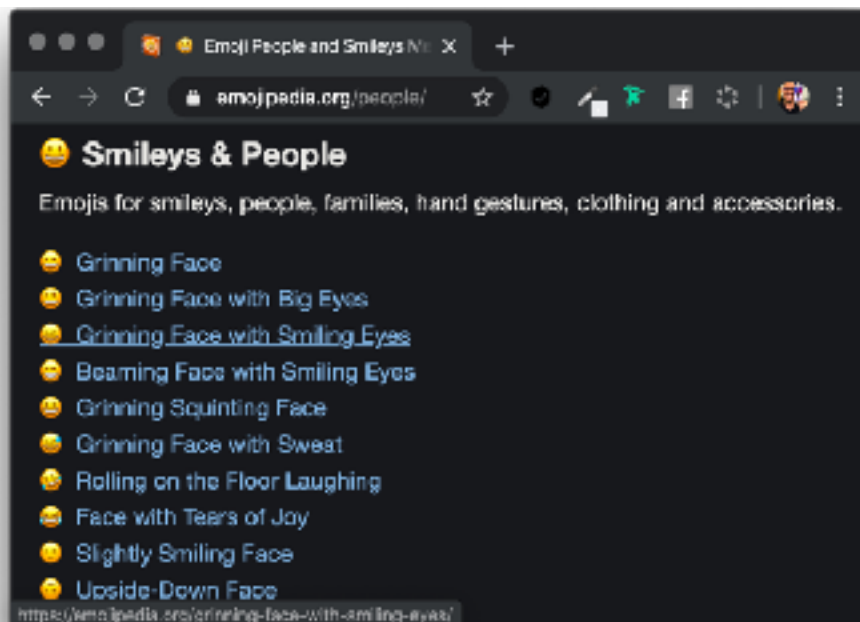 Emoji People and Smileys M
emojipedia.org/people/
😀 Smileys & People
Emojis for smileys, people, families, hand gestures, clothing and accessories.
😀 Grinning Face
😃 Grinning Face with Big Eyes
😄 Grinning Face with Smiling Eyes
😁 Beaming Face with Smiling Eyes
😆 Grinning Squinting Face
😅 Grinning Face with Sweat
🤣 Rolling on the Floor Laughing
😂 Face with Tears of Joy
🙂 Slightly Smiling Face
🙃 Upside-Down Face
https://emojipedia.org/grinning-face-with-smiling-eyes/